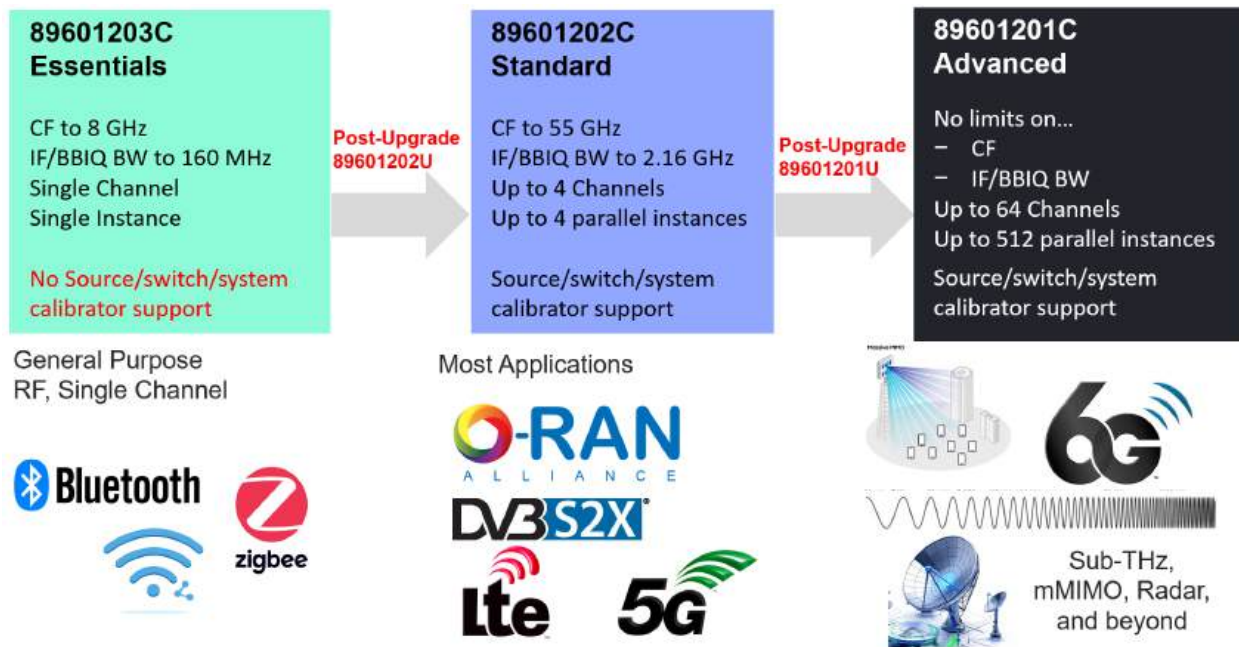 89601203C
Essentials
CF to 8 GHz
IF/BBIQ BW to 160 MHz
Single Channel
Single Instance
No Source/switch/system
calibrator support
Post-Upgrade
89601202U
89601202C
Standard
CF to 55 GHz
IF/BBIQ BW to 2.16 GHz
Up to 4 Channels
Up to 4 parallel instances
Source/switch/system
calibrator support
Post-Upgrade
89601201U
89601201C
Advanced
No limits on...
– CF
– IF/BBIQ BW
Up to 64 Channels
Up to 512 parallel instances
Source/switch/system
calibrator support
General Purpose
RF, Single Channel
Bluetooth
zigbee
Most Applications
O-RAN
ALLIANCE
DVB S2X
Lte
5G
Massive MIMO
6G
Sub-THz,
mMIMO, Radar,
and beyond